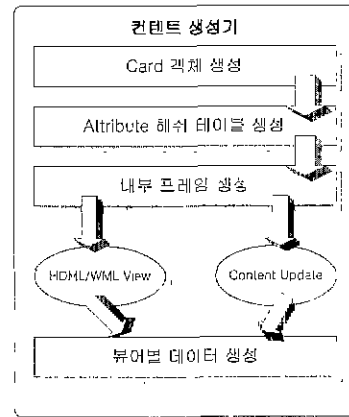 컨텐트 생성기
Card 객체 생성
Altribute 해쉬 테이블 생성
내부 프레임 생성
HDML/WML View
Content Update
뷰어별 데이터 생성